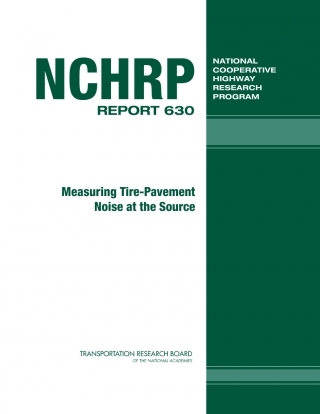 NCHRP
REPORT 630
NATIONAL
COOPERATIVE
HIGHWAY
RESEARCH
PROGRAM
Measuring Tire-Pavement
Noise at the Source
TRANSPORTATION RESEARCH BOARD
OF THE NATIONAL ACADEMIES